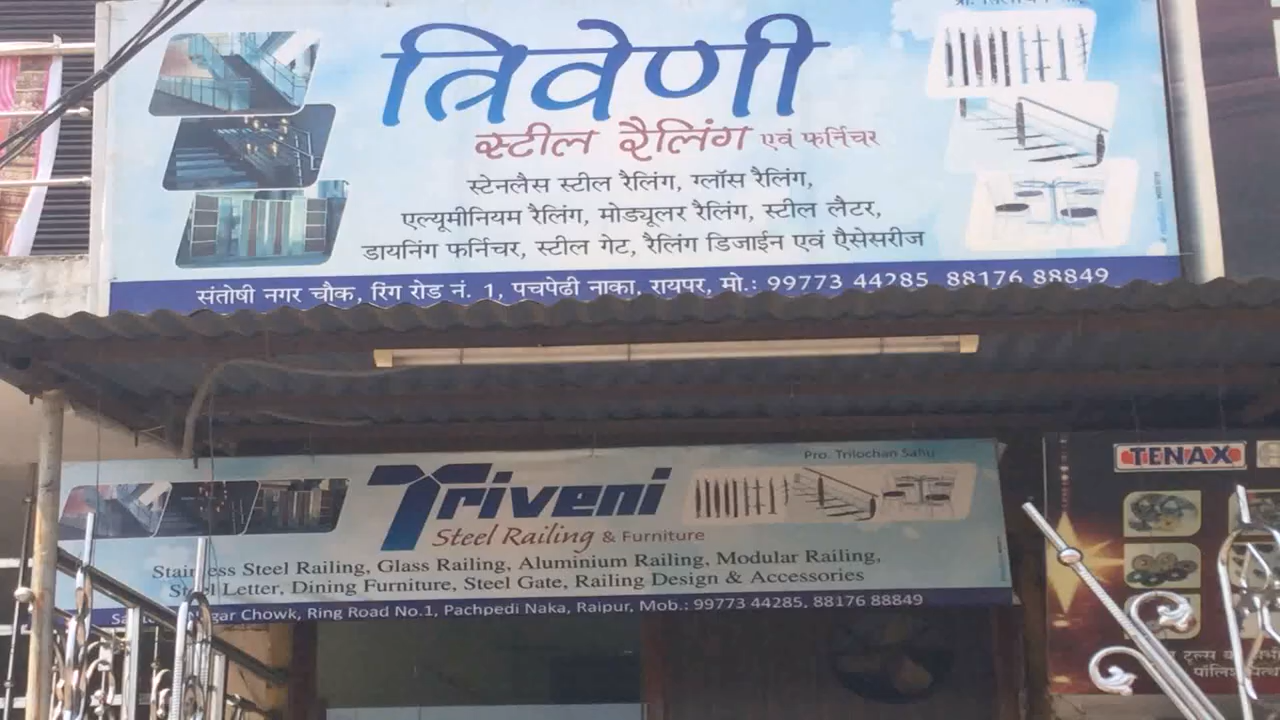 त्रिवेणी
स्टील रैलिंग एवं फर्निचर
स्टेनलैस स्टील रैलिंग, ग्लॉस रैलिंग,
एल्यूमीनियम रैलिंग, मोड्यूलर रैलिंग, स्टील लैटर,
डायनिंग फर्निचर, स्टील गेट, रैलिंग डिजाईन एवं एैसेसरीज
संतोषी नगर चौक, रिंग रोड नं. 1, पचपेढी नाका, रायपर, मो.: 99773 44285 88176 88849
Pro. Trilochan Sahu
Triveni
Steel Railing & Furniture
Stainless Steel Railing, Glass Railing, Aluminium Railing, Modular Railing,
Steel Letter, Dining Furniture, Steel Gate, Railing Design & Accessories
Chowk, Ring Road No.1, Pachpedi Naka, Raipur, Mob.: 99773 44285, 88176 88849
TENAX
टूल्स